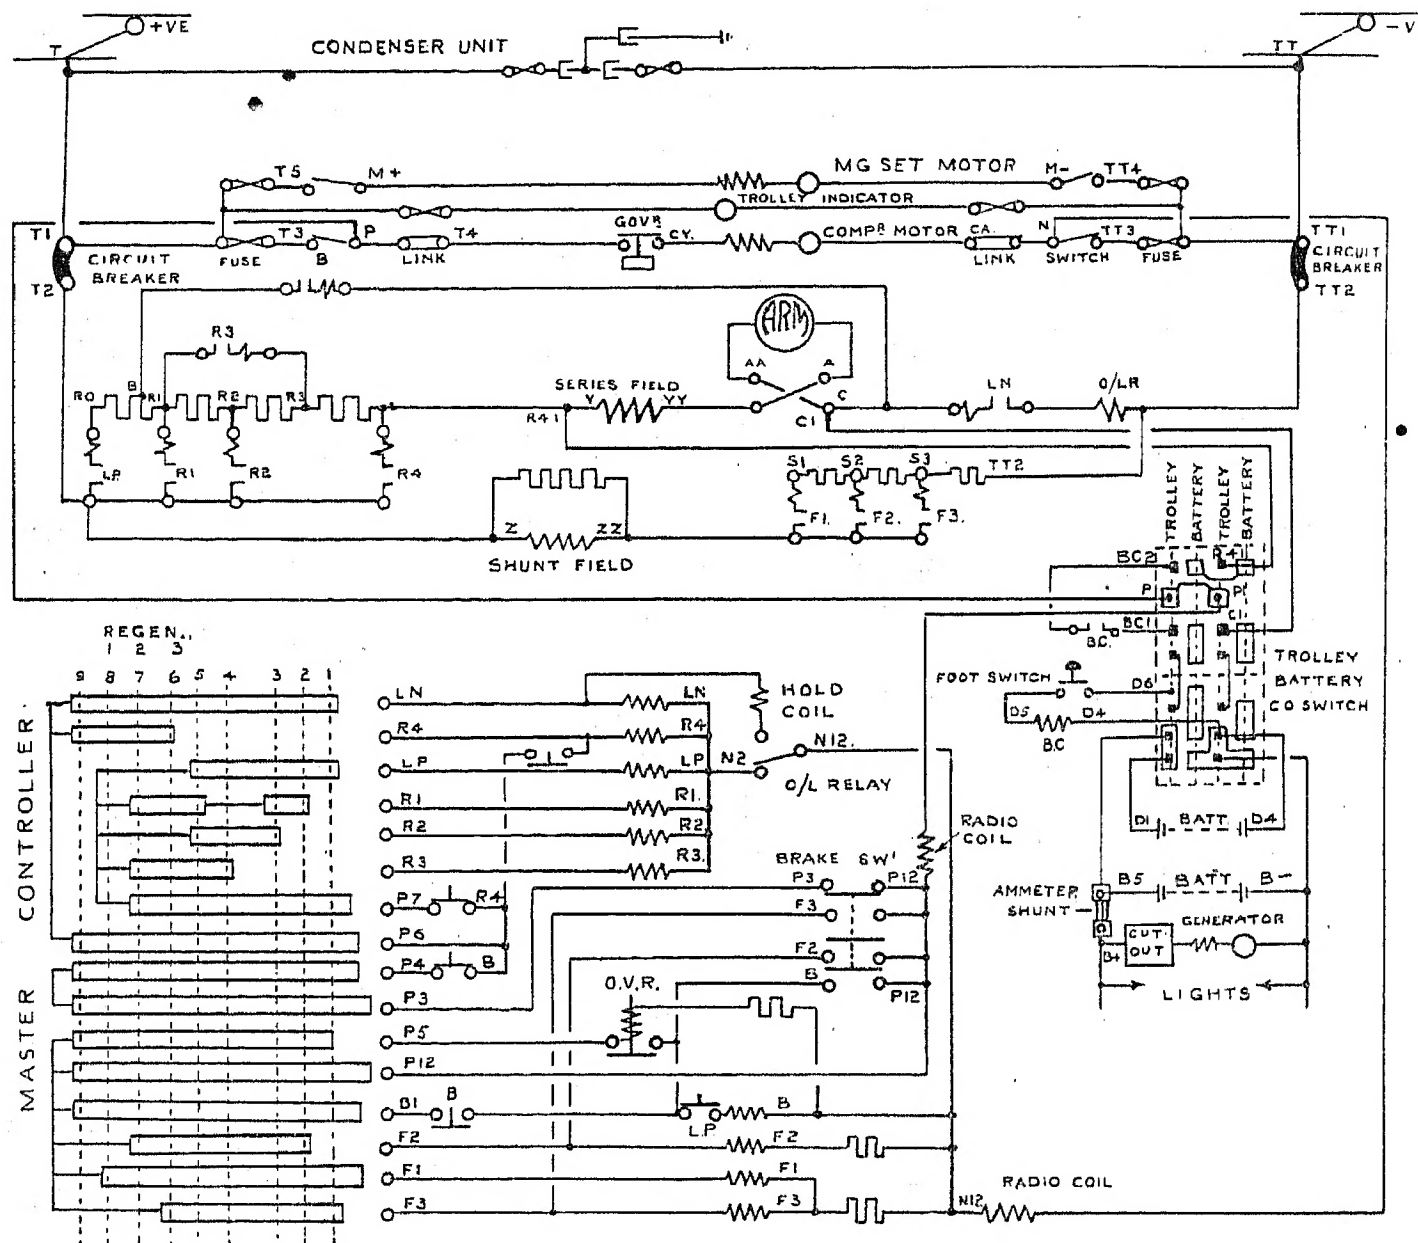 +VE
- V
T
CONDENSER UNIT
TT
T5
M+
MG SET MOTOR
M-
TT4
TROLLEY INDICATOR
T1
T3
P
T4
GOVR
CY.
COMPR MOTOR
CA.
N
TT3
TT1
CIRCUIT
BREAKER
FUSE
B
LINK
LINK
SWITCH
FUSE
CIRCUIT
BREAKER
T2
TT2
ARM
R3
AA
A
R0
B
R1
R2
R3
SERIES FIELD
Y
YY
R41
C
C1
LN
O/LR
LP
R1
R2
R4
S1
S2
S3
TT2
F1.
F2.
F3.
Z
ZZ
SHUNT FIELD
TROLLEY
BATTERY
TROLLEY
BATTERY
BC2
R4
P
P
C1
BC1
BC.
TROLLEY
BATTERY
CO SWITCH
FOOT SWITCH
D6
D5
D4
BC
D1
BATT
D4
REGEN.
1 2 3
9 8 7 6 5 4 3 2 1
MASTER CONTROLLER
LN
LN
HOLD
COIL
R4
R4
N12.
LP
LP
N2
O/L RELAY
R1
R1.
R2
R2
R3
R3.
RADIO
COIL
BRAKE SW
P3
P12
P7
R4
F3
P6
F2
P4
B
B
P12
P3
O.V.R.
P5
P12
B1
B
L.P.
B
F2
F2
F1
F1
F3
F3
N12
RADIO COIL
AMMETER
SHUNT
B5
BATT
B-
GENERATOR
B+
CUT
OUT
LIGHTS